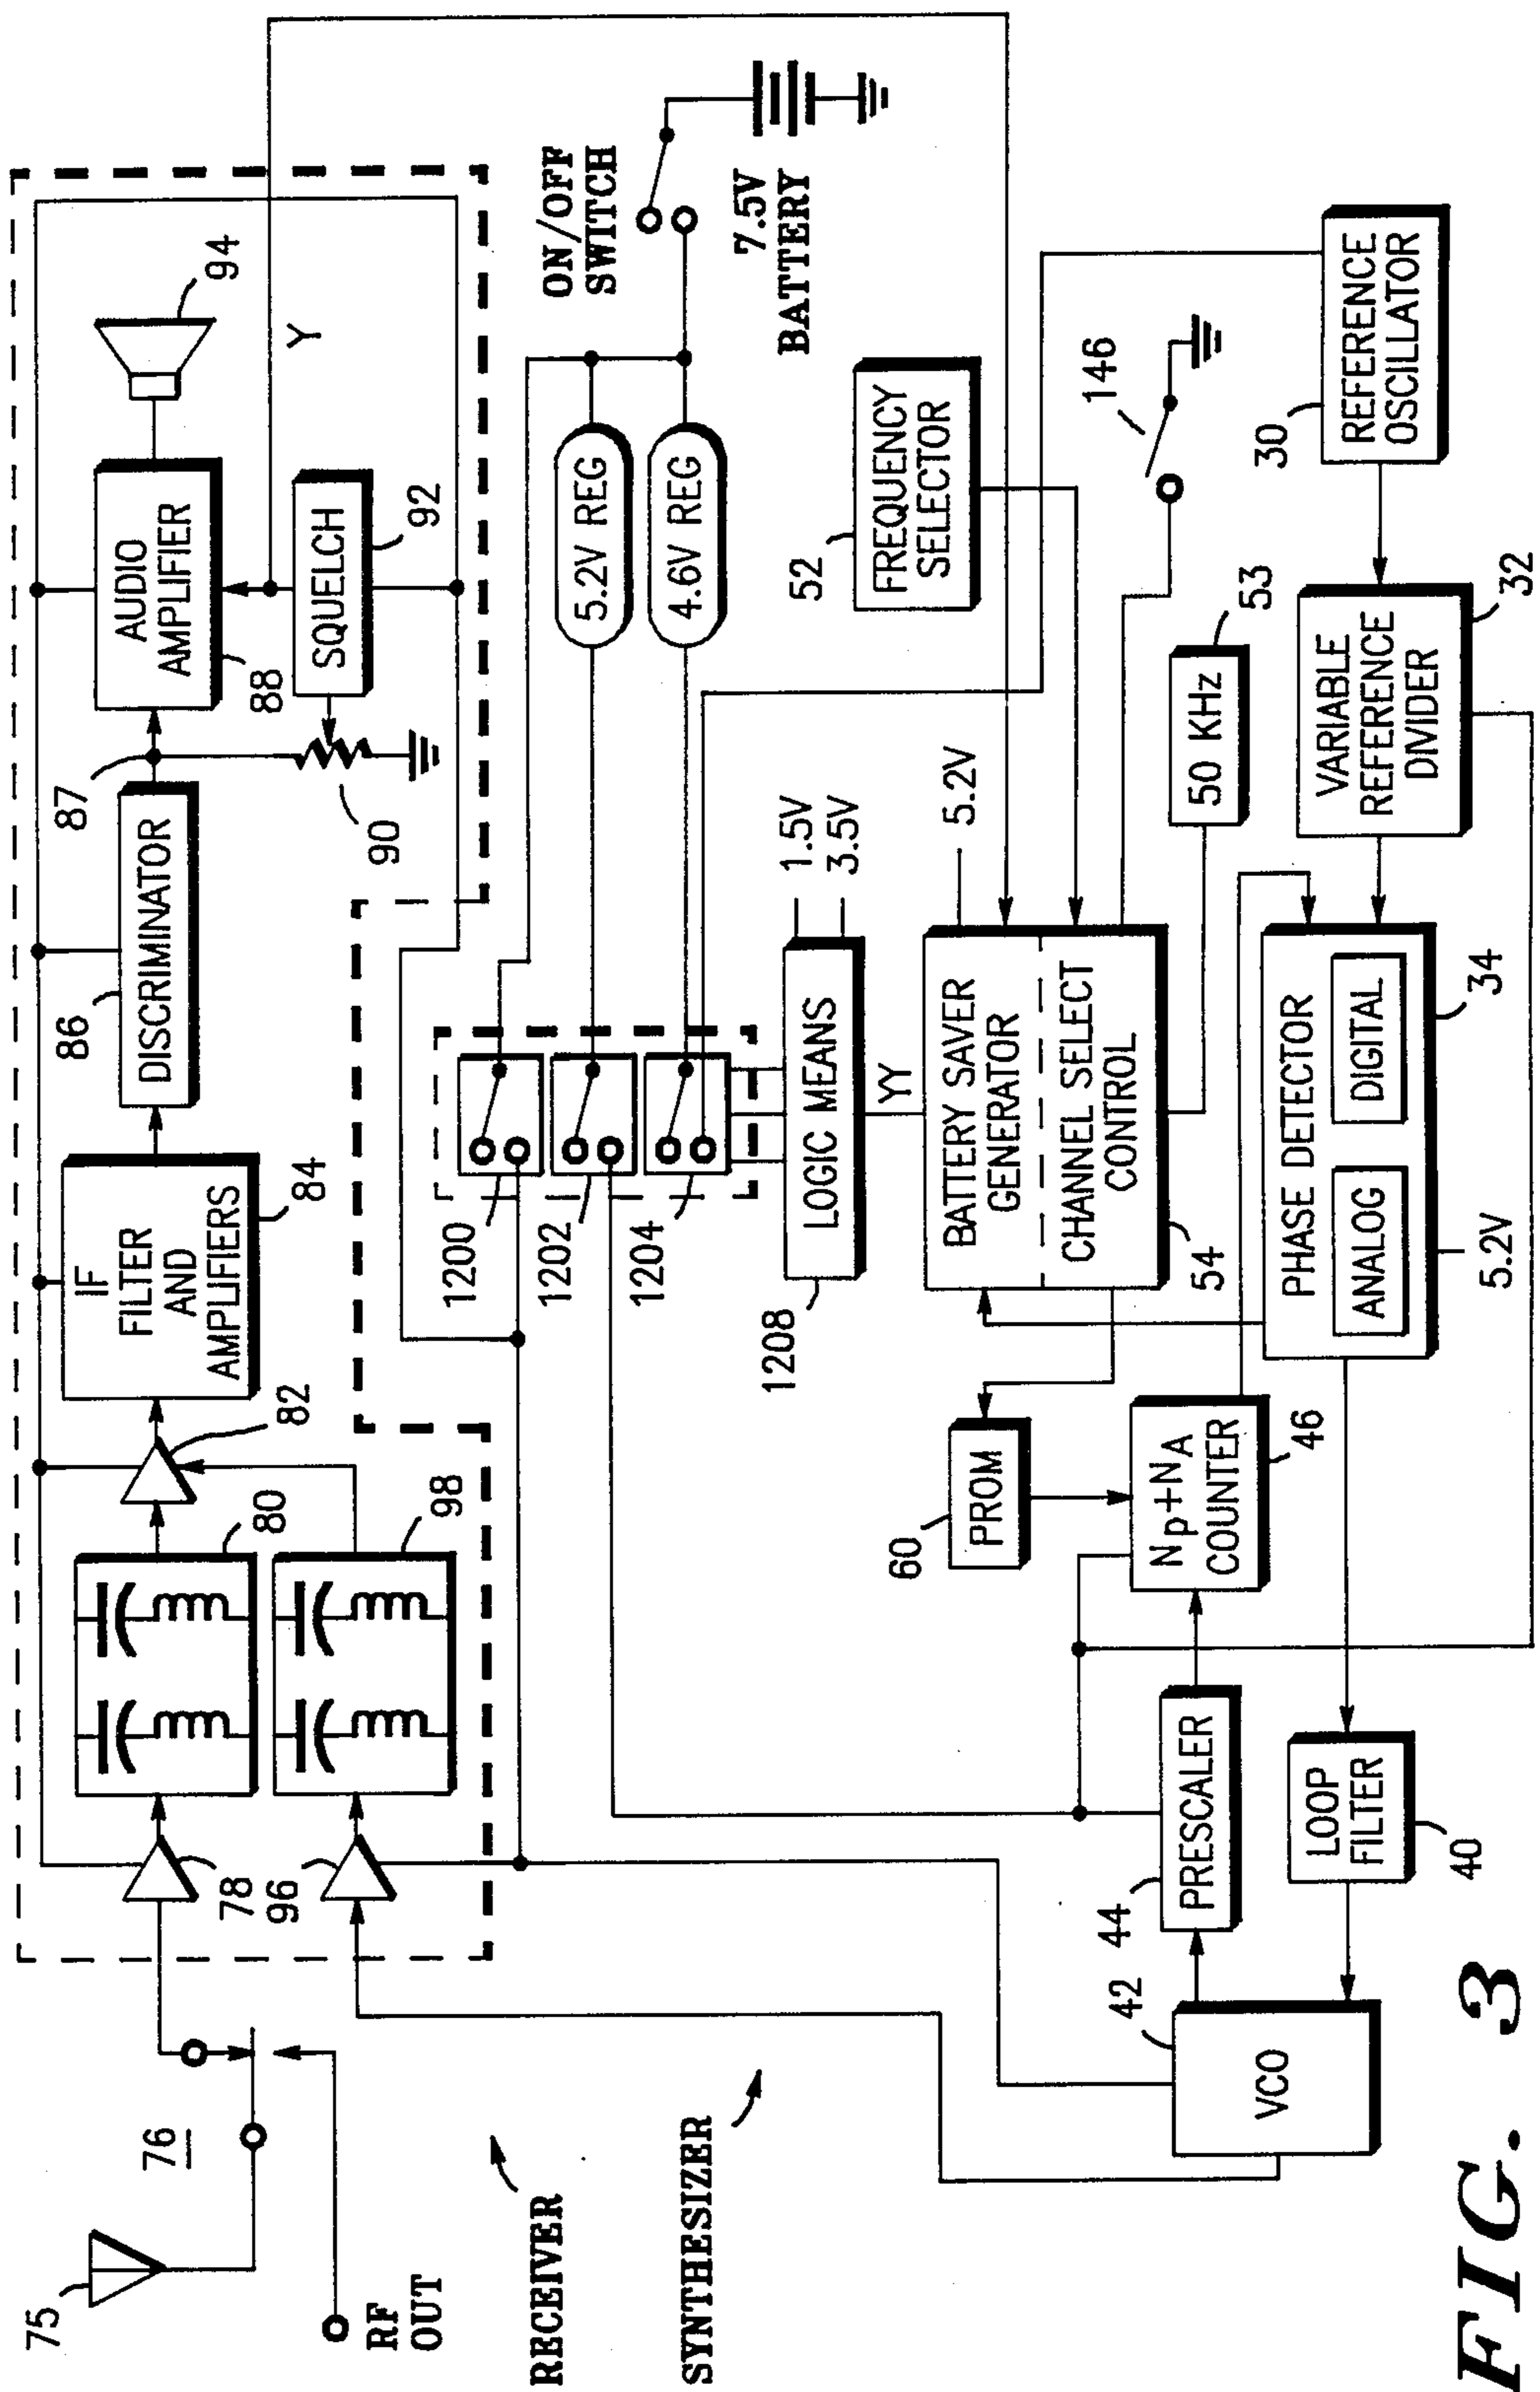 75
76
RF
OUT
RECEIVER
SYNTHESIZER
78
96
80
98
82
IF
FILTER
AND
AMPLIFIERS
84
86
DISCRIMINATOR
87
90
AUDIO
AMPLIFIER
88
SQUELCH
92
94
Y
ON/OFF
SWITCH
7.5V
BATTERY
5.2V REG
4.6V REG
1200
1202
1204
1208
LOGIC MEANS
1.5V
3.5V
YY
52
FREQUENCY
SELECTOR
BATTERY SAVER
GENERATOR
CHANNEL SELECT
CONTROL
54
5.2V
146
50 KHz
53
60
PROM
NP+NA
COUNTER
46
44
PRESCALER
42
VCO
LOOP
FILTER
40
PHASE DETECTOR
ANALOG
DIGITAL
34
5.2V
VARIABLE
REFERENCE
DIVIDER
32
30
REFERENCE
OSCILLATOR
FIG. 3